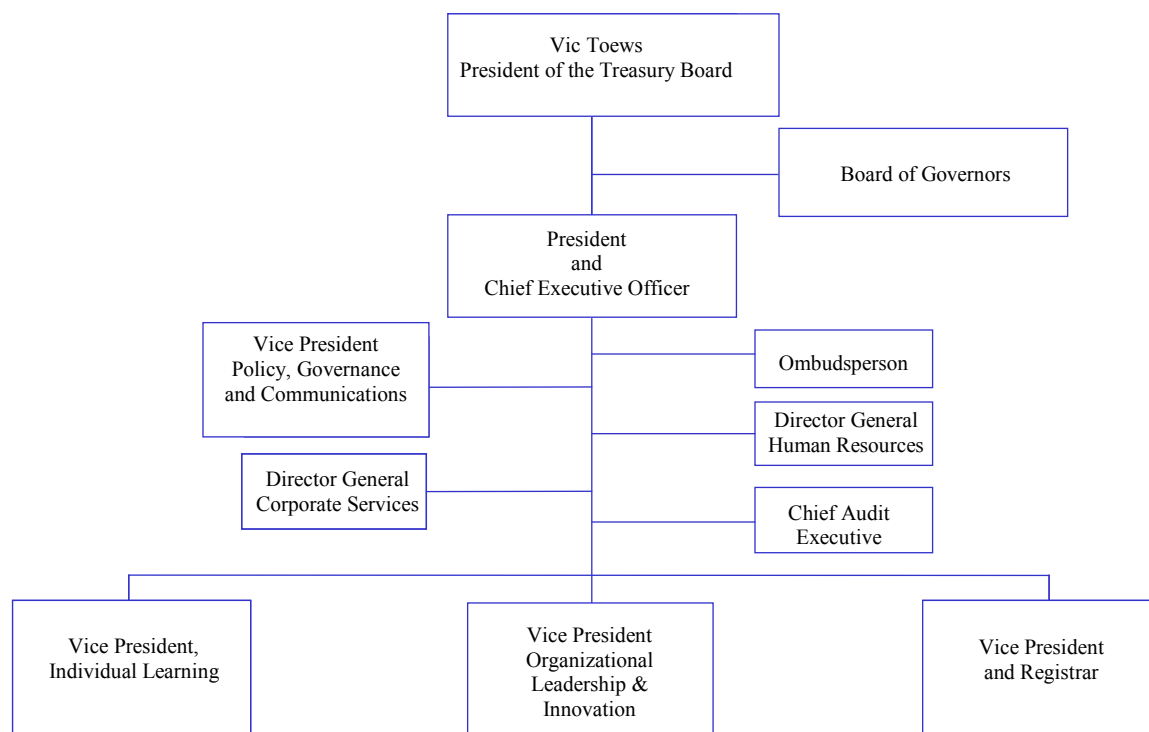 Vic Toews
President of the Treasury Board
Board of Governors
President
and
Chief Executive Officer
Vice President
Policy, Governance
and Communications
Ombudsperson
Director General
Human Resources
Director General
Corporate Services
Chief Audit
Executive
Vice President,
Individual Learning
Vice President
Organizational
Leadership &
Innovation
Vice President
and Registrar